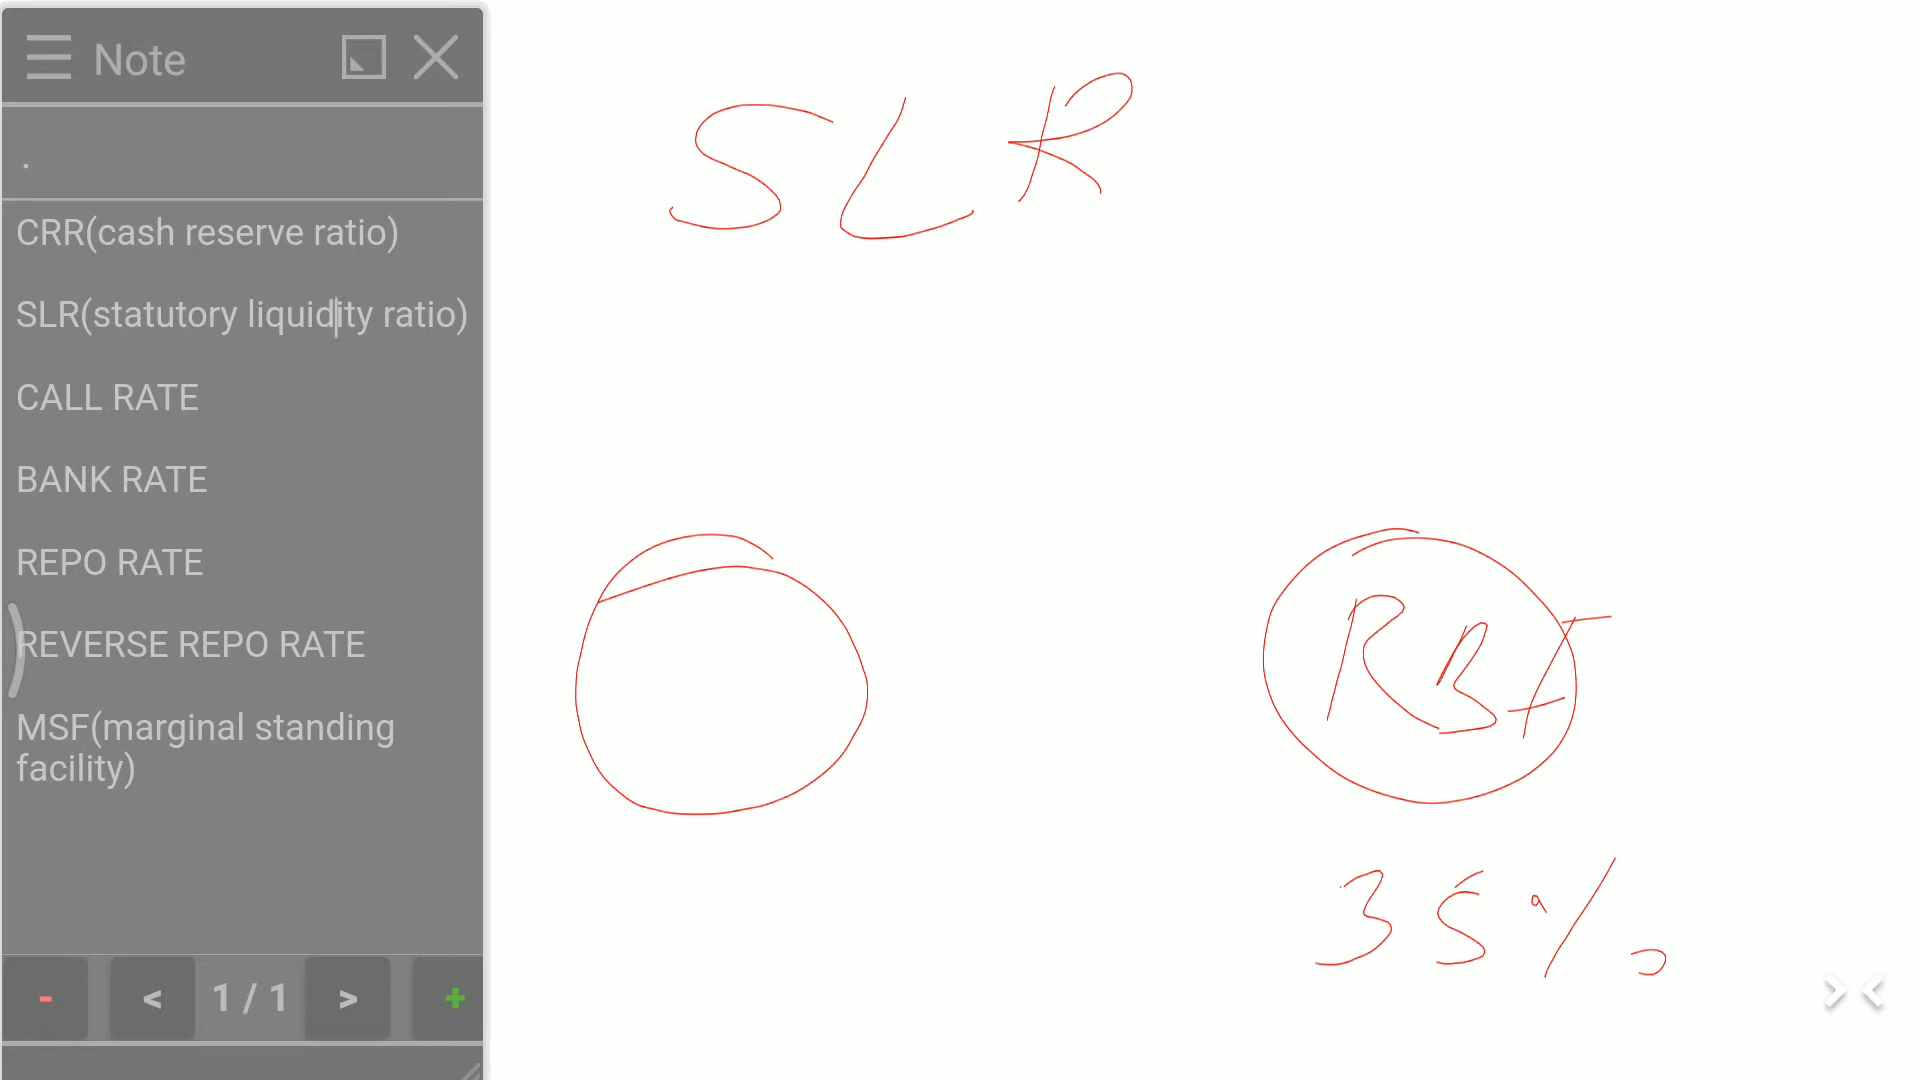 Note
.
CRR(cash reserve ratio)
SLR(statutory liquidity ratio)
CALL RATE
BANK RATE
REPO RATE
REVERSE REPO RATE
MSF(marginal standing
facility)
- < 1 / 1 > +
SLR
RBI
35%